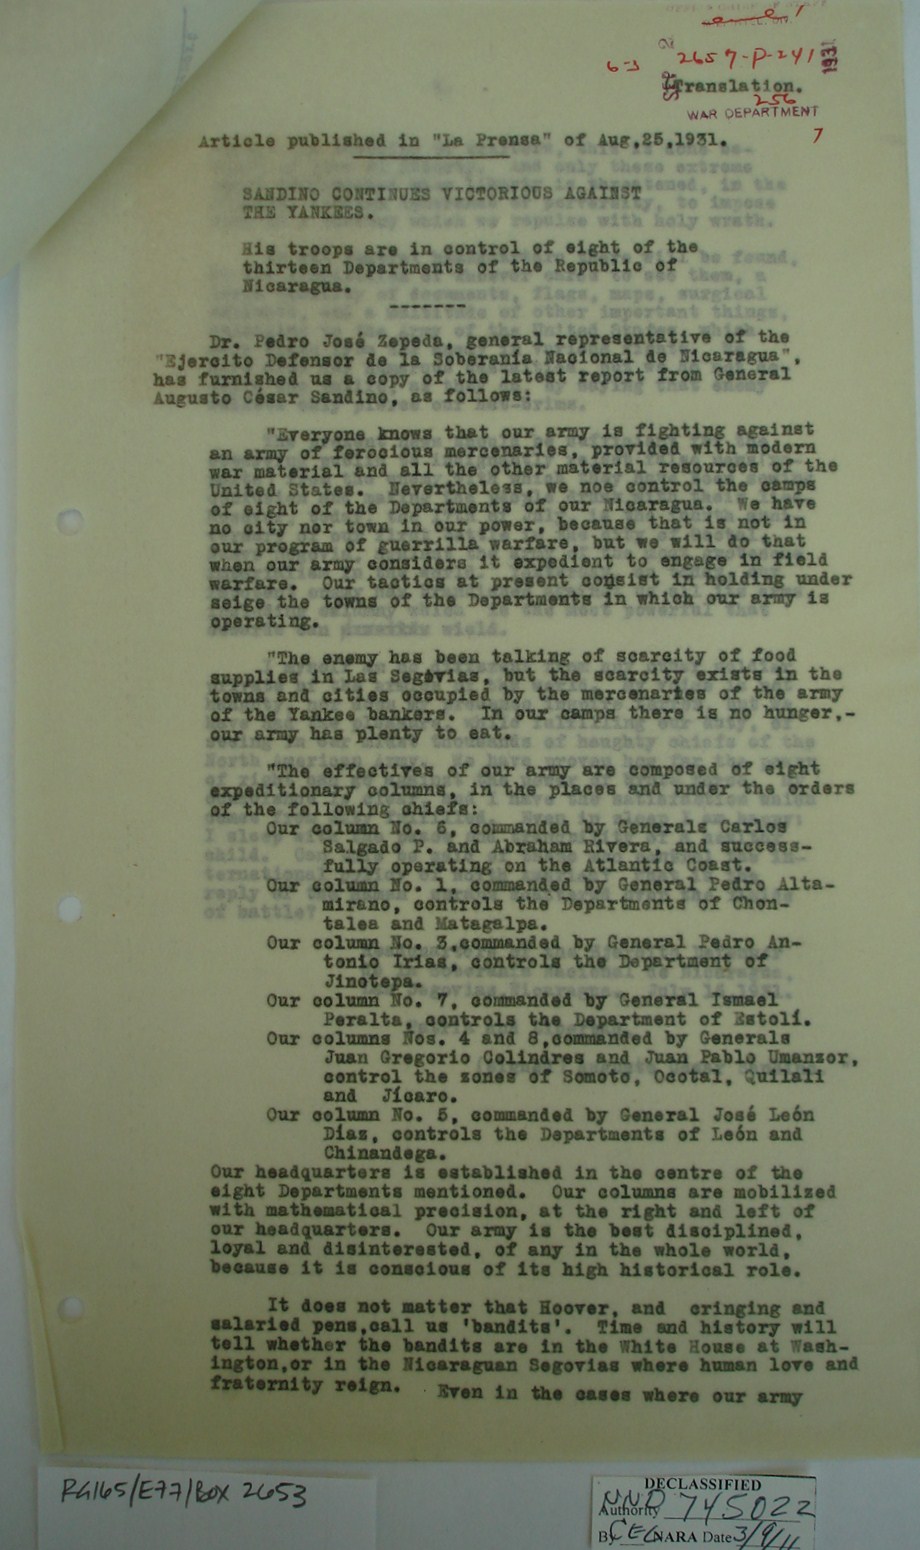 6-3 2657-P-241
SEP 2 1931
Translation.
256
WAR DEPARTMENT
7
Article published in "La Prensa" of Aug,25,1931.
SANDINO CONTINUES VICTORIOUS AGAINST
THE YANKEES.
His troops are in control of eight of the
thirteen Departments of the Republic of
Nicaragua.
-------
Dr. Pedro José Zepeda, general representative of the
"Ejercito Defensor de la Soberanía Nacional de Nicaragua",
has furnished us a copy of the latest report from General
Augusto César Sandino, as follows:
"Everyone knows that our army is fighting against
an army of ferocious mercenaries, provided with modern
war material and all the other material resources of the
United States. Nevertheless, we noe control the camps
of eight of the Departments of our Nicaragua. We have
no city nor town in our power, because that is not in
our program of guerrilla warfare, but we will do that
when our army considers it expedient to engage in field
warfare. Our tactics at present consist in holding under
seige the towns of the Departments in which our army is
operating.
"The enemy has been talking of scarcity of food
supplies in Las Segovias, but the scarcity exists in the
towns and cities occupied by the mercenaries of the army
of the Yankee bankers. In our camps there is no hunger,-
our army has plenty to eat.
"The effectives of our army are composed of eight
expeditionary columns, in the places and under the orders
of the following chiefs:
Our column No. 6, commanded by Generals Carlos
Salgado P. and Abraham Rivera, and success-
fully operating on the Atlantic Coast.
Our column No. 1, commanded by General Pedro Alta-
mirano, controls the Departments of Chon-
tales and Matagalpa.
Our column No. 3,commanded by General Pedro An-
tonio Irias, controls the Department of
Jinotepa.
Our column No. 7, commanded by General Ismael
Peralta, controls the Department of Estolí.
Our columns Nos. 4 and 8,commanded by Generals
Juan Gregorio Colindres and Juan Pablo Umanzor,
control the zones of Somoto, Ocotal, Quilali
and Jícaro.
Our column No. 5, commanded by General José León
Días, controls the Departments of León and
Chinandega.
Our headquarters is established in the centre of the
eight Departments mentioned. Our columns are mobilized
with mathematical precision, at the right and left of
our headquarters. Our army is the best disciplined,
loyal and disinterested, of any in the whole world,
because it is conscious of its high historical role.
It does not matter that Hoover, and cringing and
salaried pens,call us 'bandits'. Time and history will
tell whether the bandits are in the White House at Wash-
ington,or in the Nicaraguan Segovias where human love and
fraternity reign. Even in the cases where our army
RG165/E77/Box 2653
DECLASSIFIED
Authority NND 745022
By CEC NARA Date 3/9/11